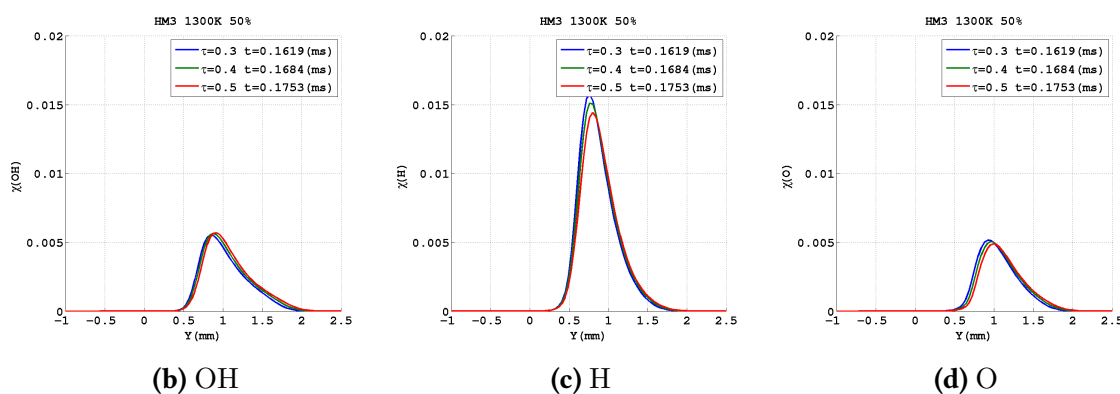 HM3 1300K 50%
0.02
0.015
0.01
0.005
0
χ(OH)
τ=0.3 t=0.1619(ms)
τ=0.4 t=0.1684(ms)
τ=0.5 t=0.1753(ms)
-1 -0.5 0 0.5 1 1.5 2 2.5
Y(mm)
(b) OH
HM3 1300K 50%
0.02
0.015
0.01
0.005
0
χ(H)
τ=0.3 t=0.1619(ms)
τ=0.4 t=0.1684(ms)
τ=0.5 t=0.1753(ms)
-1 -0.5 0 0.5 1 1.5 2 2.5
Y(mm)
(c) H
HM3 1300K 50%
0.02
0.015
0.01
0.005
0
χ(O)
τ=0.3 t=0.1619(ms)
τ=0.4 t=0.1684(ms)
τ=0.5 t=0.1753(ms)
-1 -0.5 0 0.5 1 1.5 2 2.5
Y(mm)
(d) O